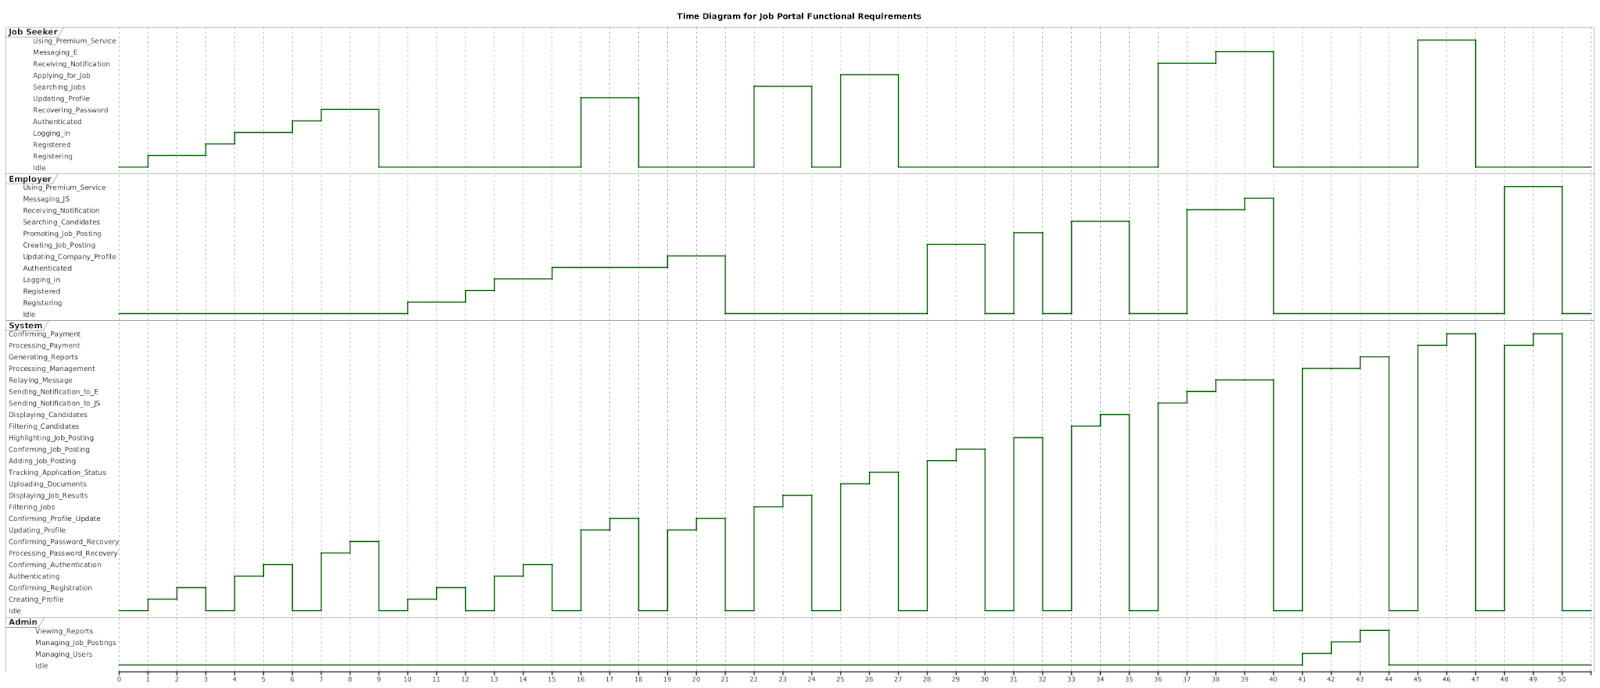 Time Diagram for Job Portal Functional Requirements
Job Seeker
Using_Premium_Service
Messaging_E
Receiving_Notification
Applying_for_Job
Searching_Jobs
Updating_Profile
Recovering_Password
Authenticated
Logging_in
Registered
Registering
Idle
Employer
Using_Premium_Service
Messaging_JS
Receiving_Notification
Searching_Candidates
Promoting_Job_Posting
Creating_Job_Posting
Updating_Company_Profile
Authenticated
Logging_in
Registered
Registering
Idle
System
Confirming_Payment
Processing_Payment
Generating_Reports
Processing_Management
Relaying_Message
Sending_Notification_to_E
Sending_Notification_to_JS
Displaying_Candidates
Filtering_Candidates
Highlighting_Job_Posting
Confirming_Job_Posting
Adding_Job_Posting
Tracking_Application_Status
Uploading_Documents
Displaying_Job_Results
Filtering_Jobs
Confirming_Profile_Update
Updating_Profile
Confirming_Password_Recovery
Processing_Password_Recovery
Confirming_Authentication
Authenticating
Confirming_Registration
Creating_Profile
Idle
Admin
Viewing_Reports
Managing_Job_Postings
Managing_Users
Idle
0 1 2 3 4 5 6 7 8 9 10 11 12 13 14 15 16 17 18 19 20 21 22 23 24 25 26 27 28 29 30 31 32 33 34 35 36 37 38 39 40 41 42 43 44 45 46 47 48 49 50